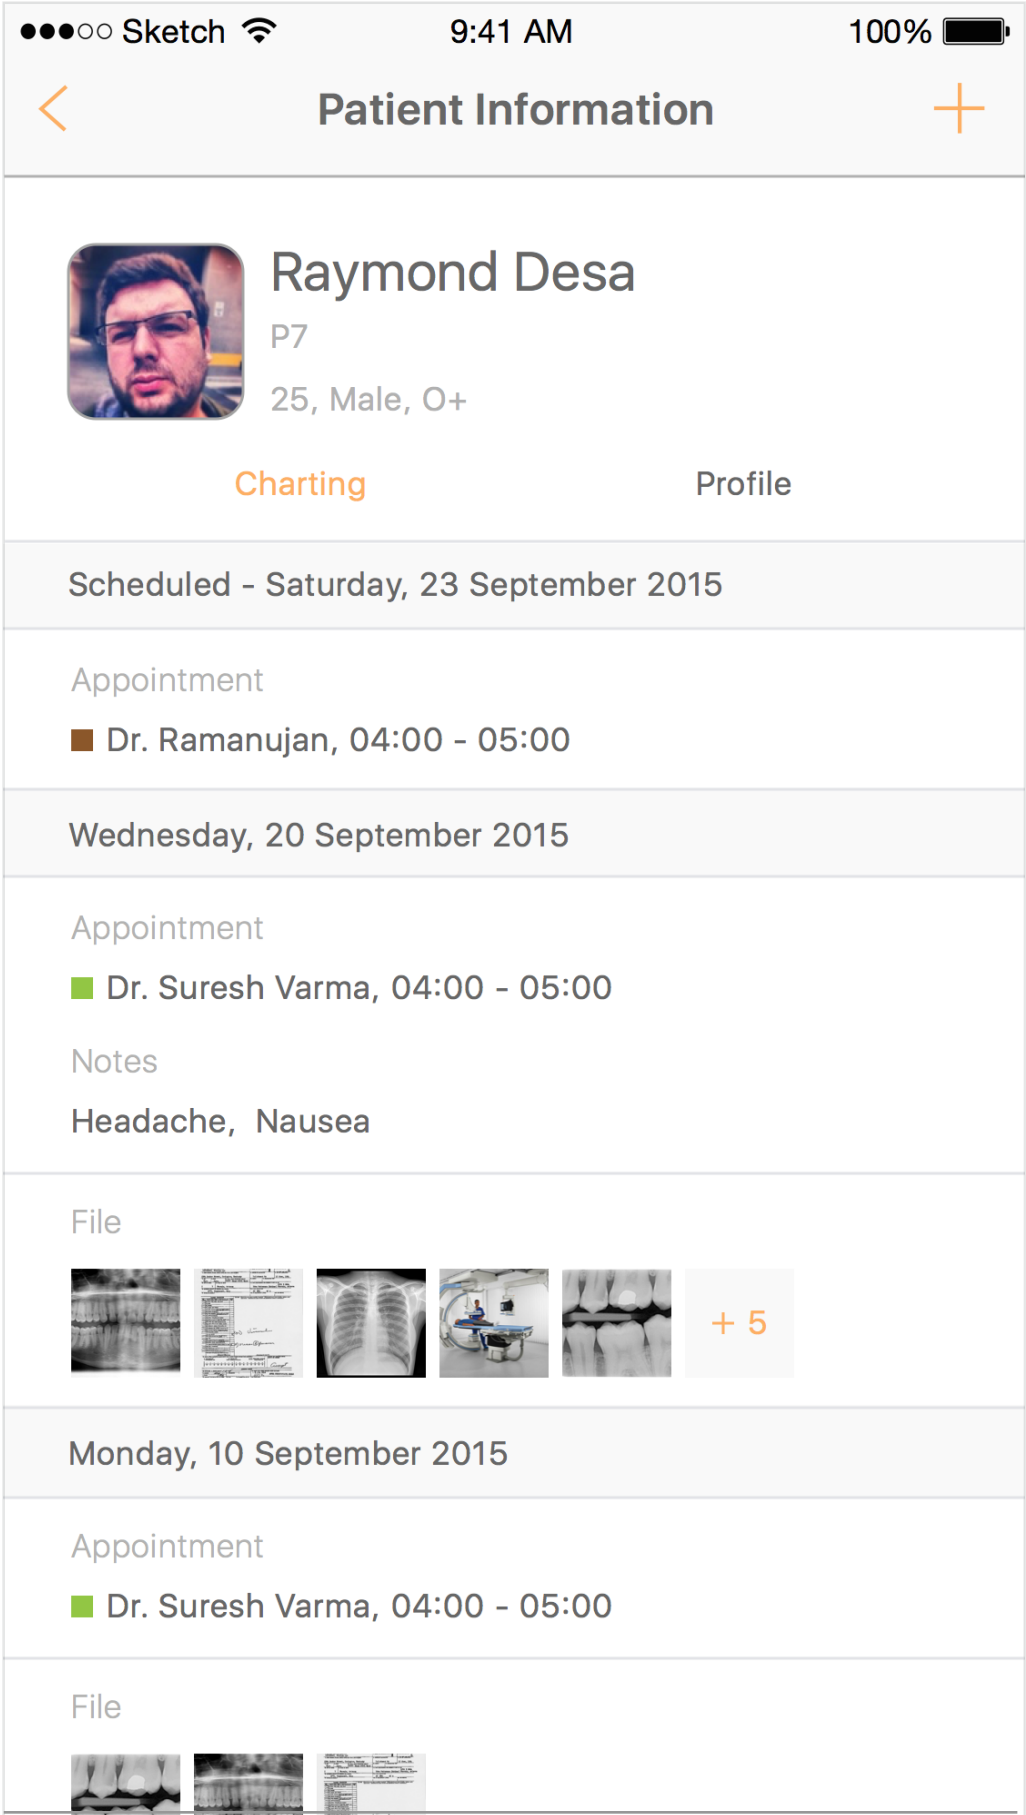 Sketch 9:41 AM 100%
Patient Information
Raymond Desa
P7
25, Male, O+
Charting Profile
Scheduled - Saturday, 23 September 2015
Appointment
Dr. Ramanujan, 04:00 - 05:00
Wednesday, 20 September 2015
Appointment
Dr. Suresh Varma, 04:00 - 05:00
Notes
Headache, Nausea
File
+ 5
Monday, 10 September 2015
Appointment
Dr. Suresh Varma, 04:00 - 05:00
File